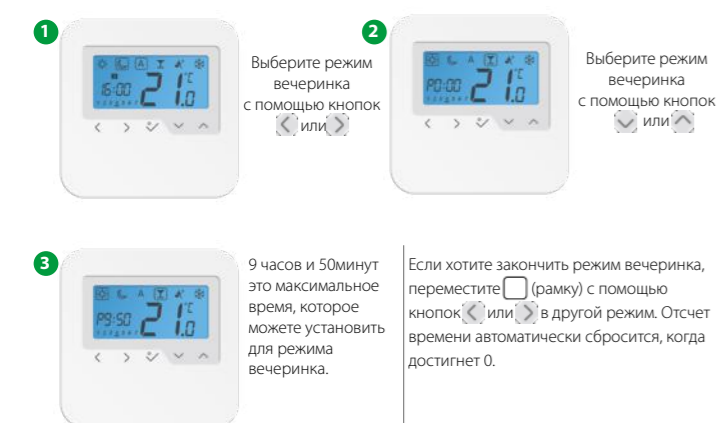 1
16:00 21.0 °C
A
Выберите режим
вечеринка
с помощью кнопок
< или >
2
P0:00 21.0 °C
A
Выберите режим
вечеринка
с помощью кнопок
или
3
P9:50 21.0 °C
A
9 часов и 50минут
это максимальное
время, которое
можете установить
для режима
вечеринка.
Если хотите закончить режим вечеринка,
переместите (рамку) с помощью
кнопок < или > в другой режим. Отсчет
времени автоматически сбросится, когда
достигнет 0.